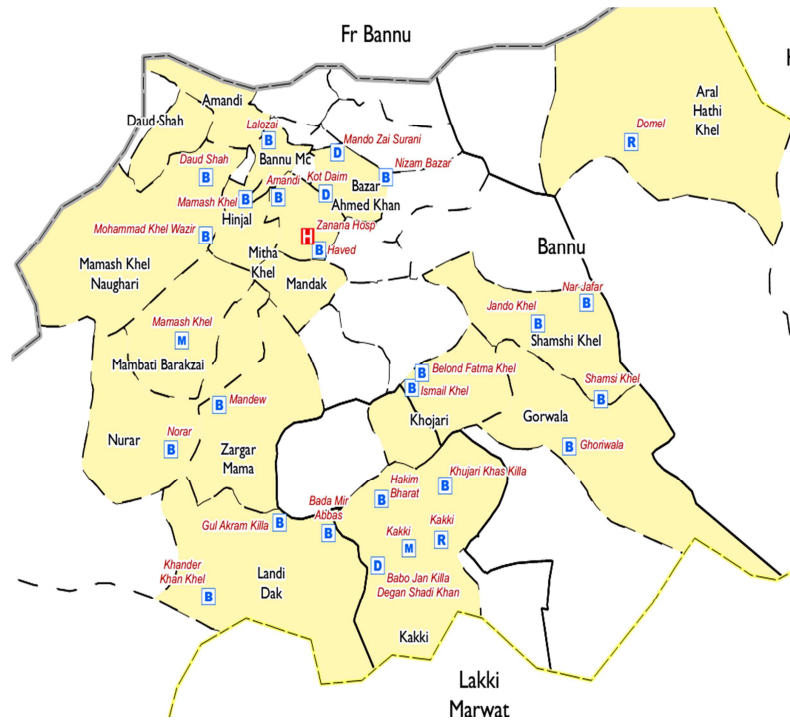 Fr Bannu
H
Amandi
Aral
Hathi
Khel
Daud Shah
Domel
R
Lalozai
B
Mando Zai Surani
D
Bannu Mc
Daud Shah
B
Nizam Bazar
B
Amandi
B
Kot Daim
D
Bazar
Ahmed Khan
Mamash Khel
B
Hinjal
Mohammad Khel Wazir
B
Zanana Hosp
H
Haved
B
Bannu
Mitha
Khel
Mamash Khel
Naughari
Mandak
Nar-Jafar
B
Jando Khel
B
Shamshi Khel
Mamash Khel
M
Mambati Barakzai
Belond Fatma Khel
B
Ismail Khel
B
Shamsi Khel
B
Mandew
B
Khojari
Gorwala
Norar
B
Nurar
Zargar
Mama
Ghoriwala
B
Hakim
Bharat
B
Khujari Khas Killa
B
Bada Mir
Abbas
B
Gul Akram Killa
B
Kakki
M
Kakki
R
Khander
Khan Khel
B
Landi
Dak
D
Babo Jan Killa
Degan Shadi Khan
Kakki
Lakki
Marwat